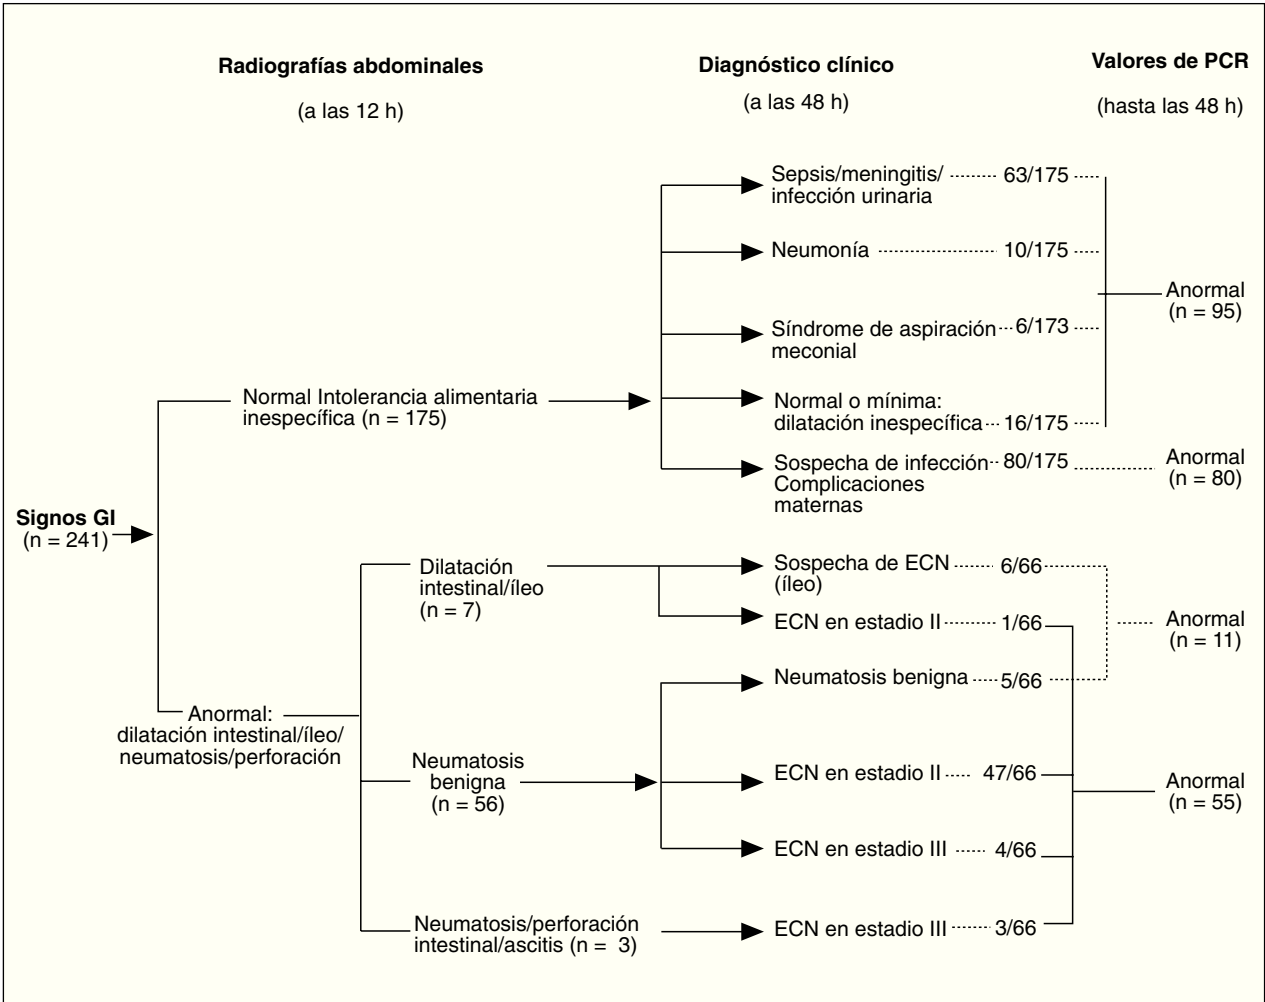 Radiografías abdominales
(a las 12 h)
Diagnóstico clínico
(a las 48 h)
Valores de PCR
(hasta las 48 h)
Sepsis/meningitis/
infección urinaria
63/175
Neumonía
10/175
Síndrome de aspiración
meconial
6/173
Normal o mínima:
dilatación inespecífica
16/175
Anormal
(n = 95)
Normal Intolerancia alimentaria
inespecífica (n = 175)
Sospecha de infección
Complicaciones
maternas
80/175
Anormal
(n = 80)
Signos GI
(n = 241)
Dilatación
intestinal/íleo
(n = 7)
Sospecha de ECN
(íleo)
6/66
ECN en estadio II
1/66
Anormal
(n = 11)
Neumatosis benigna
5/66
Anormal:
dilatación intestinal/íleo/
neumatosis/perforación
Neumatosis
benigna
(n = 56)
ECN en estadio II
47/66
Anormal
(n = 55)
ECN en estadio III
4/66
Neumatosis/perforación
intestinal/ascitis (n = 3)
ECN en estadio III
3/66